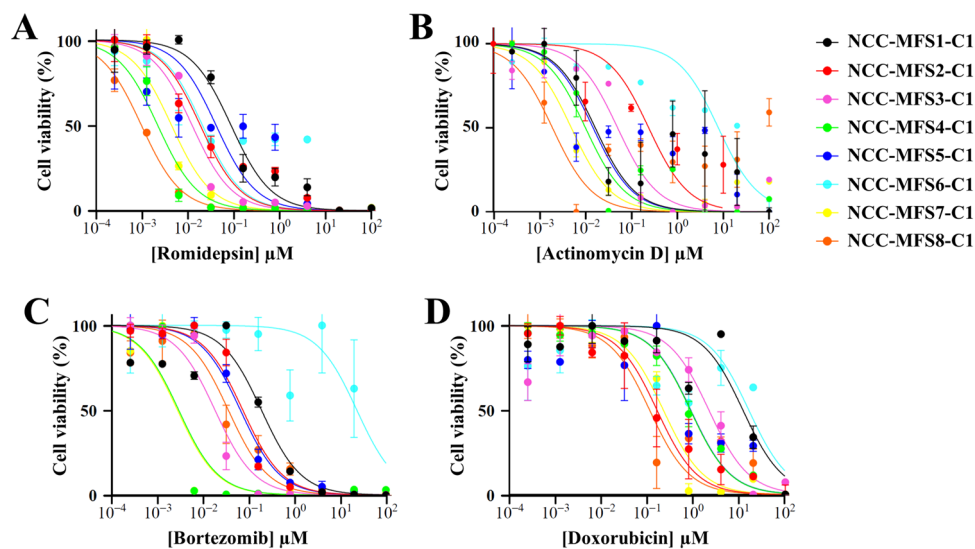 A
Cell viability (%)
100
50
0
10⁻⁴ 10⁻³ 10⁻² 10⁻¹ 10⁰ 10¹ 10²
[Romidepsin] µM
B
Cell viability (%)
100
50
0
10⁻⁴ 10⁻³ 10⁻² 10⁻¹ 10⁰ 10¹ 10²
[Actinomycin D] µM
NCC-MFS1-C1
NCC-MFS2-C1
NCC-MFS3-C1
NCC-MFS4-C1
NCC-MFS5-C1
NCC-MFS6-C1
NCC-MFS7-C1
NCC-MFS8-C1
C
Cell viability (%)
100
50
0
10⁻⁴ 10⁻³ 10⁻² 10⁻¹ 10⁰ 10¹ 10²
[Bortezomib] µM
D
Cell viability (%)
100
50
0
10⁻⁴ 10⁻³ 10⁻² 10⁻¹ 10⁰ 10¹ 10²
[Doxorubicin] µM